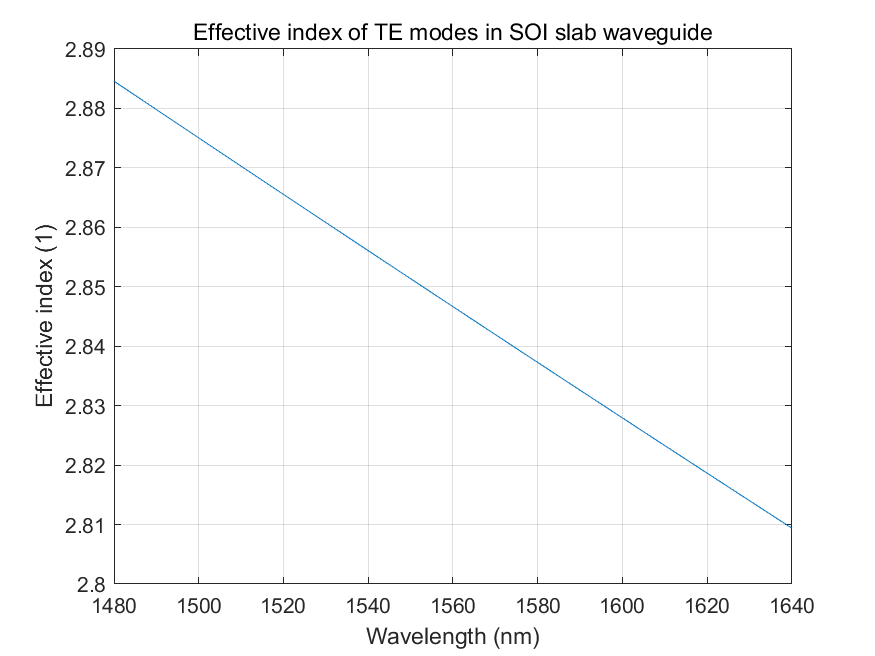 Effective index of TE modes in SOI slab waveguide
2.89
2.88
2.87
2.86
2.85
2.84
2.83
2.82
2.81
2.8
Effective index (1)
1480 1500 1520 1540 1560 1580 1600 1620 1640
Wavelength (nm)